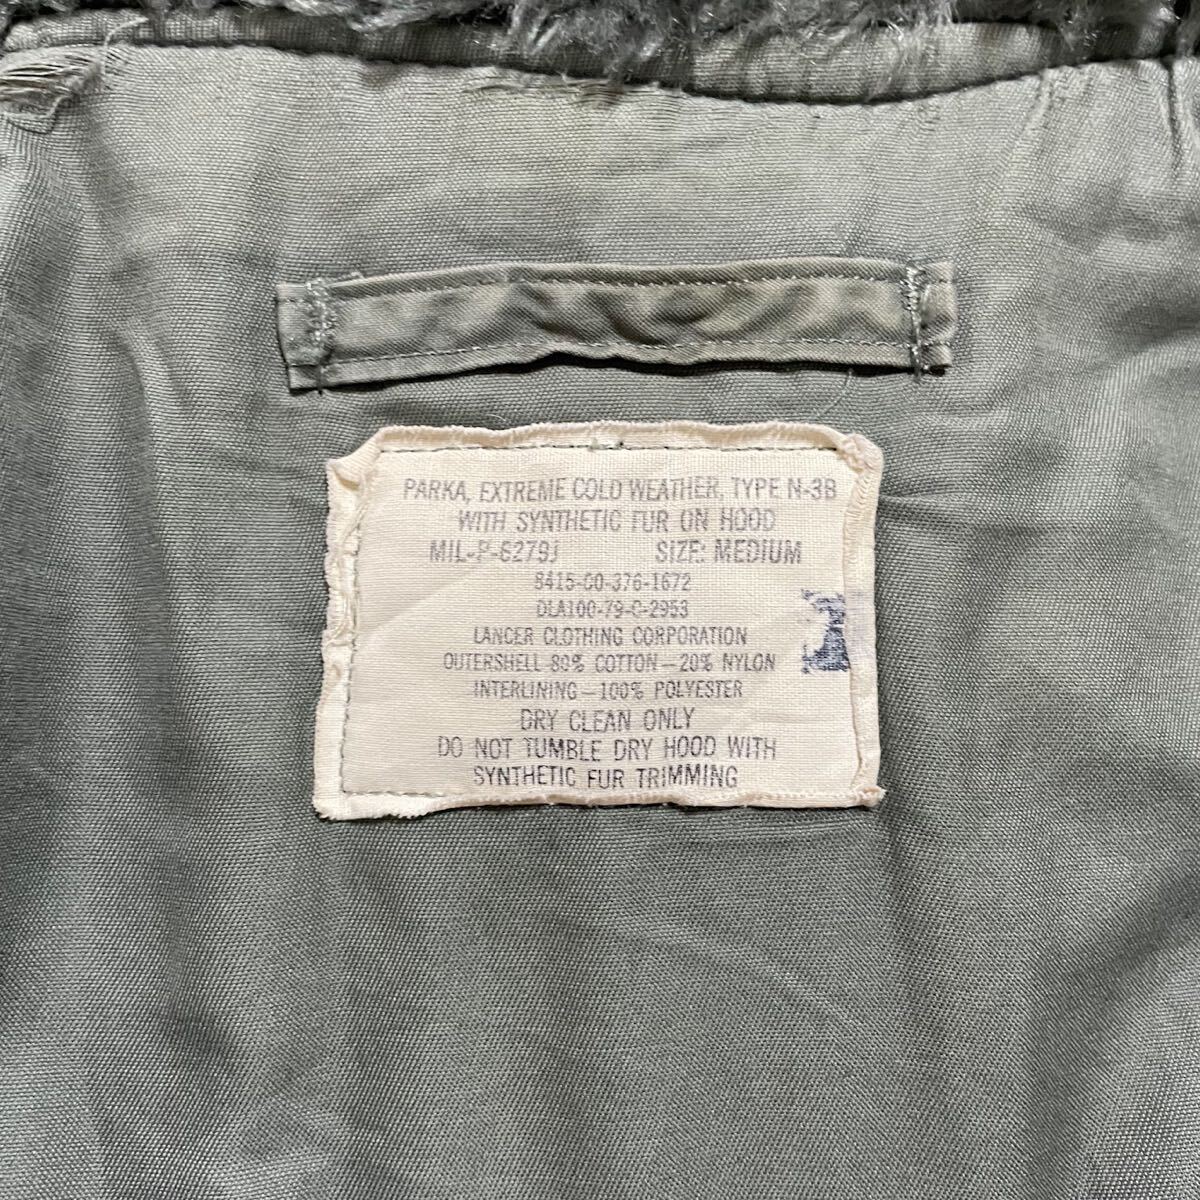 PARKA, EXTREME COLD WEATHER, TYPE N-3B
WITH SYNTHETIC FUR ON HOOD
MIL-P-6279J SIZE: MEDIUM
8415-00-376-1672
DLA100-79-C-2953
LANCER CLOTHING CORPORATION
OUTERSHELL 80% COTTON—20% NYLON
INTERLINING—100% POLYESTER
DRY CLEAN ONLY
DO NOT TUMBLE DRY HOOD WITH
SYNTHETIC FUR TRIMMING